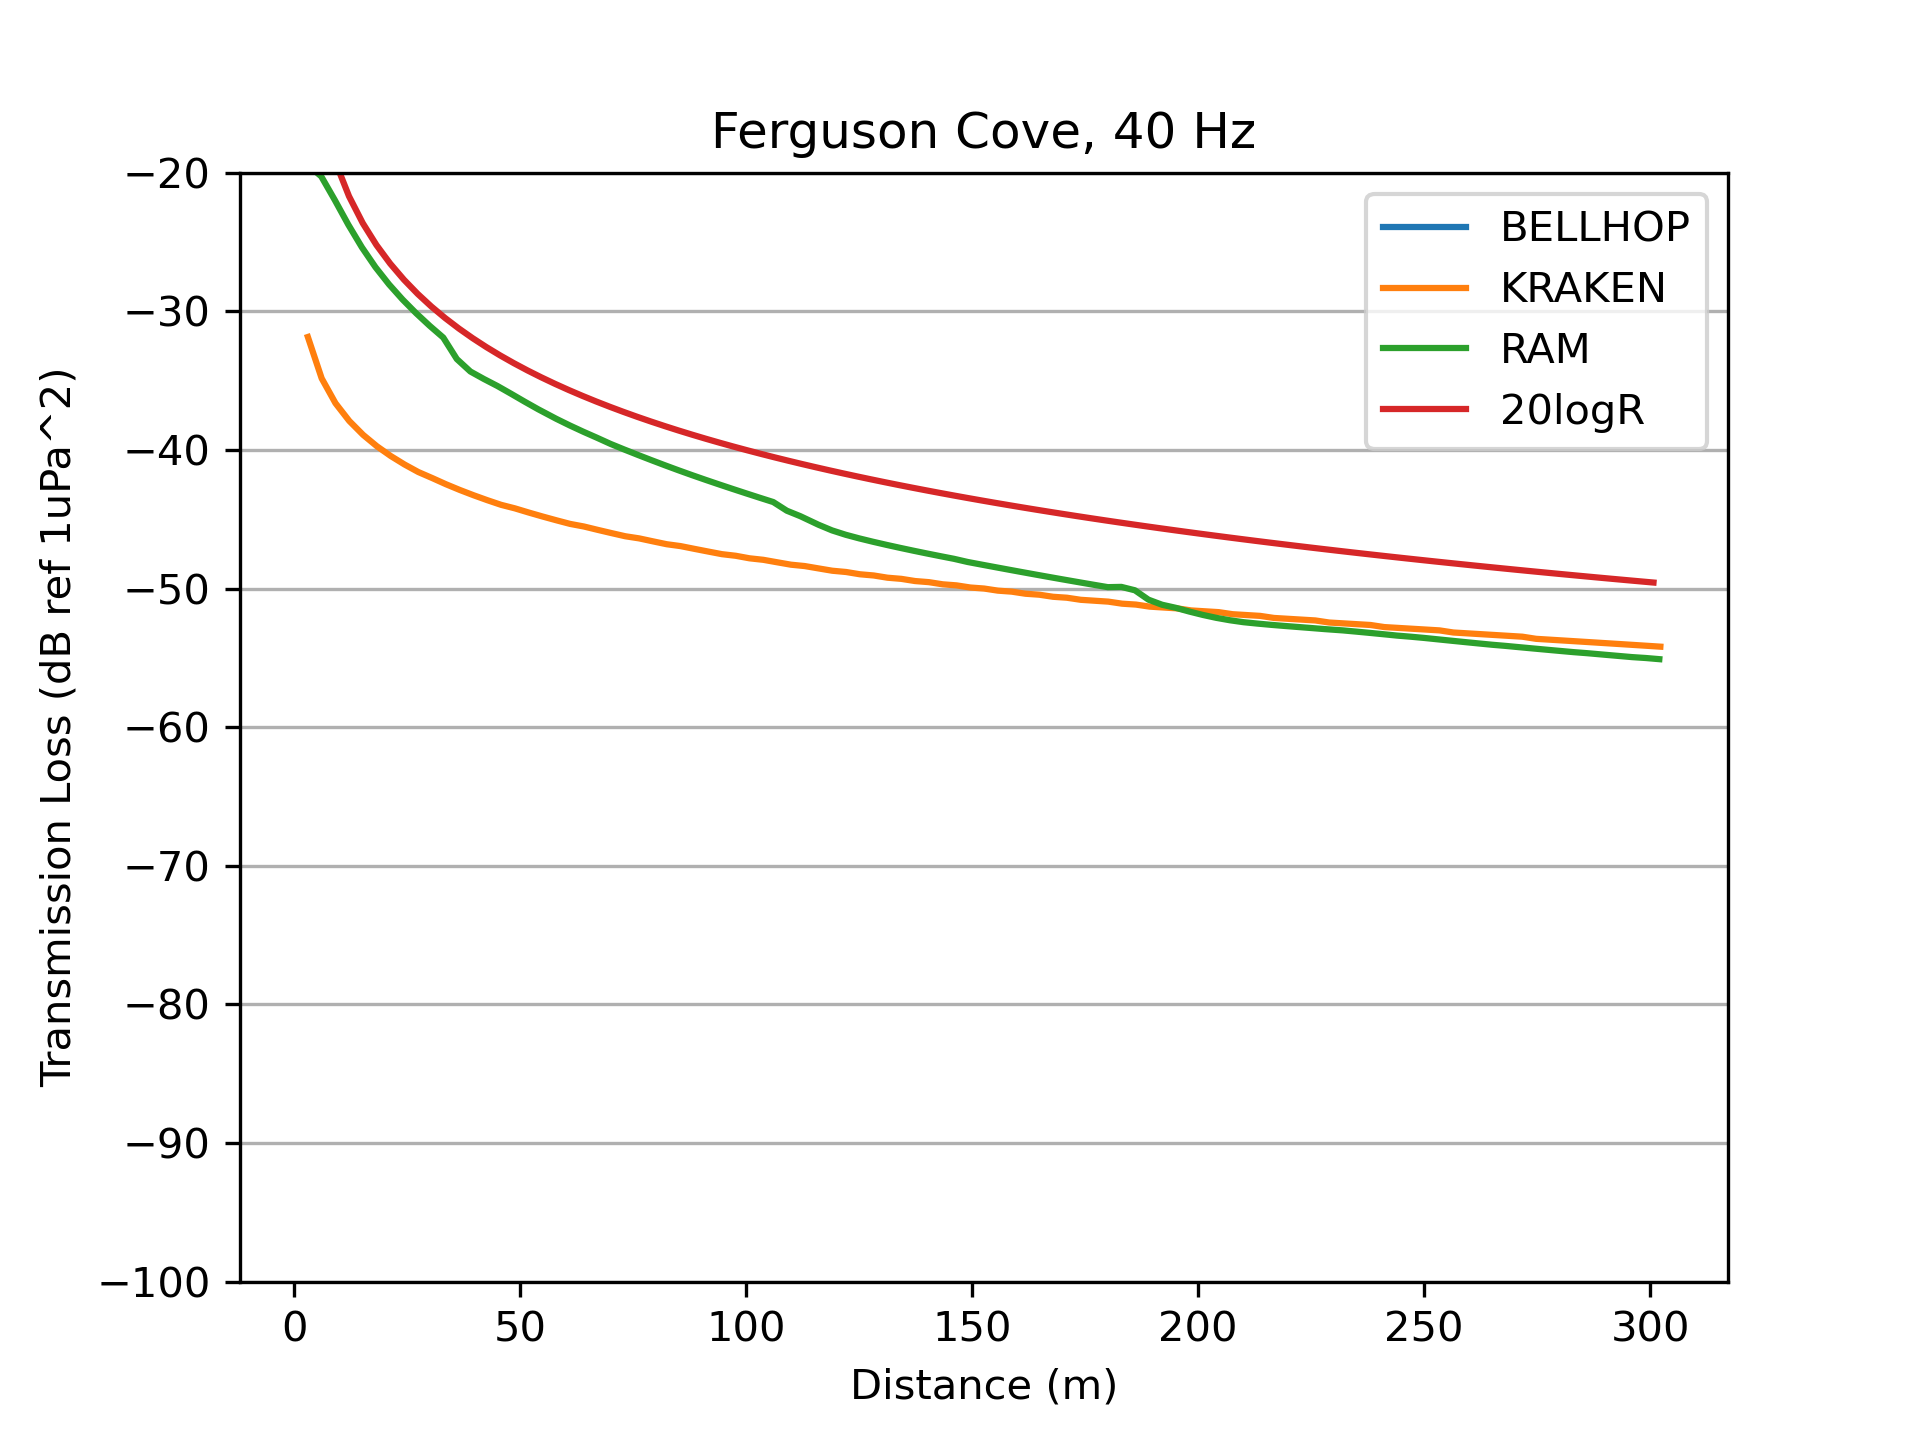 Ferguson Cove, 40 Hz
Transmission Loss (dB ref 1uPa^2)
−20
−30
−40
−50
−60
−70
−80
−90
−100
BELLHOP
KRAKEN
RAM
20logR
0 50 100 150 200 250 300
Distance (m)